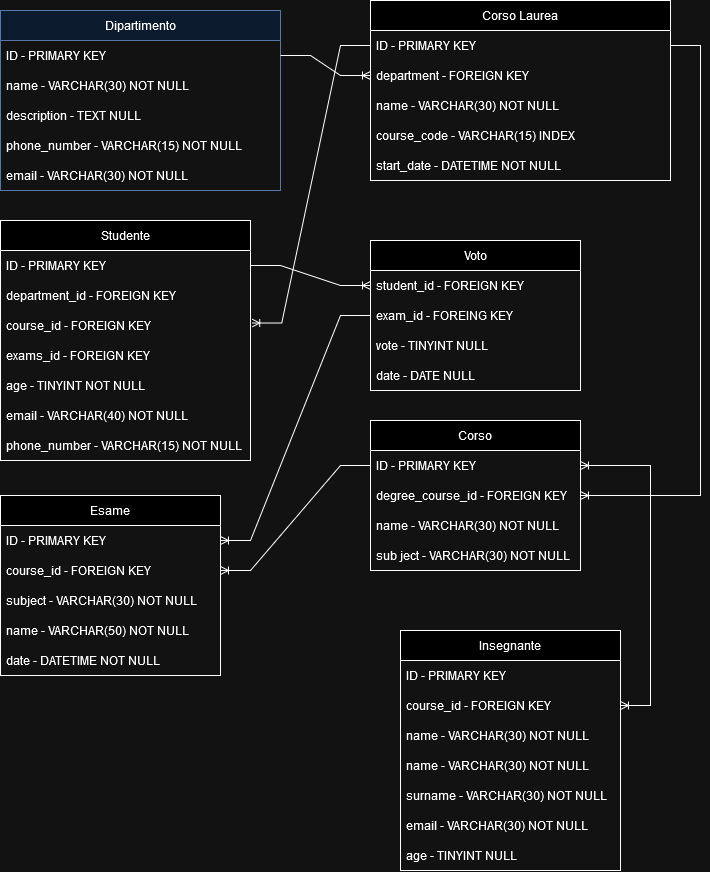 Dipartimento
ID - PRIMARY KEY
name - VARCHAR(30) NOT NULL
description - TEXT NULL
phone_number - VARCHAR(15) NOT NULL
email - VARCHAR(30) NOT NULL
Corso Laurea
ID - PRIMARY KEY
department - FOREIGN KEY
name - VARCHAR(30) NOT NULL
course_code - VARCHAR(15) INDEX
start_date - DATETIME NOT NULL
Studente
ID - PRIMARY KEY
department_id - FOREIGN KEY
course_id - FOREIGN KEY
exams_id - FOREIGN KEY
age - TINYINT NOT NULL
email - VARCHAR(40) NOT NULL
phone_number - VARCHAR(15) NOT NULL
Voto
student_id - FOREIGN KEY
exam_id - FOREING KEY
vote - TINYINT NULL
date - DATE NULL
Corso
ID - PRIMARY KEY
degree_course_id - FOREIGN KEY
name - VARCHAR(30) NOT NULL
subject - VARCHAR(30) NOT NULL
Esame
ID - PRIMARY KEY
course_id - FOREIGN KEY
subject - VARCHAR(30) NOT NULL
name - VARCHAR(50) NOT NULL
date - DATETIME NOT NULL
Insegnante
ID - PRIMARY KEY
course_id - FOREIGN KEY
name - VARCHAR(30) NOT NULL
name - VARCHAR(30) NOT NULL
surname - VARCHAR(30) NOT NULL
email - VARCHAR(30) NOT NULL
age - TINYINT NULL